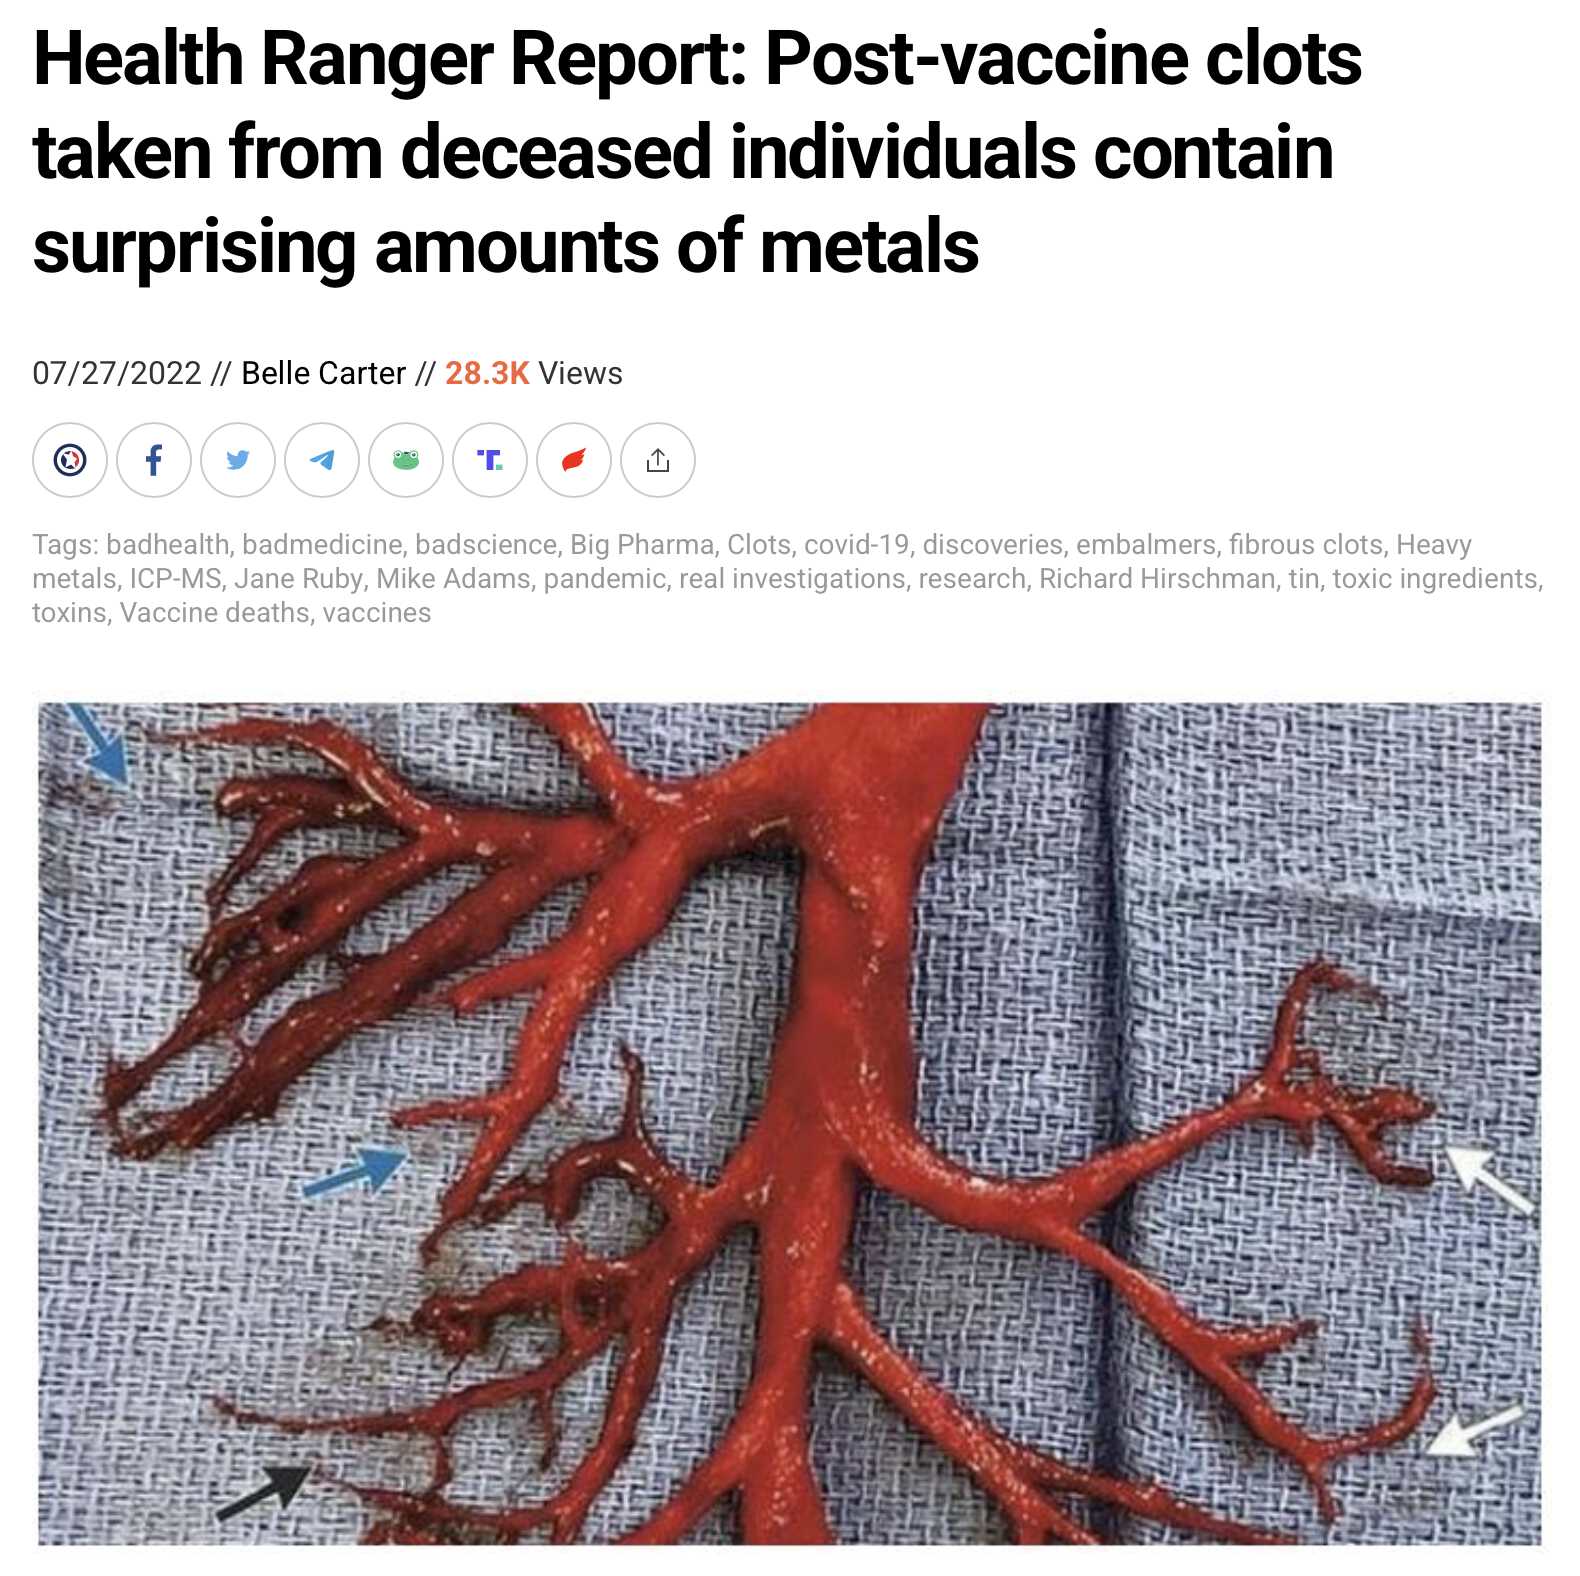 Health Ranger Report: Post-vaccine clots
taken from deceased individuals contain
surprising amounts of metals
07/27/2022 // Belle Carter // 28.3K Views
Tags: badhealth, badmedicine, badscience, Big Pharma, Clots, covid-19, discoveries, embalmers, fibrous clots, Heavy
metals, ICP-MS, Jane Ruby, Mike Adams, pandemic, real investigations, research, Richard Hirschman, tin, toxic ingredients,
toxins, Vaccine deaths, vaccines